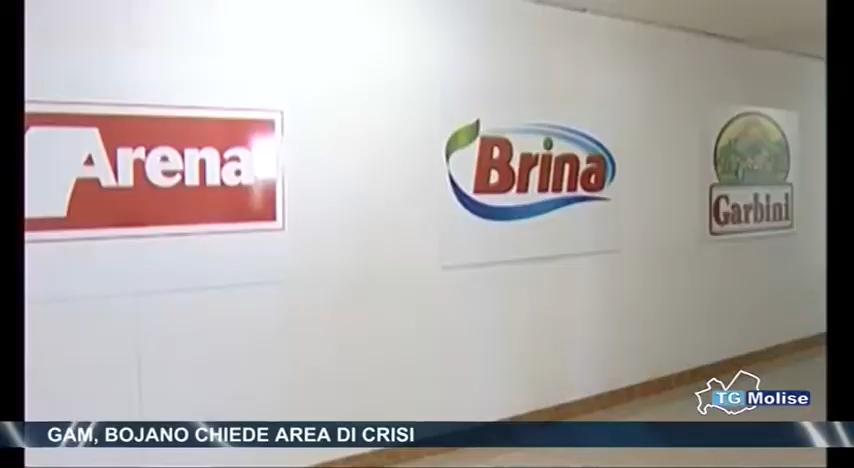 Arena
Brina
Garbini
TG Molise
GAM, BOJANO CHIEDE AREA DI CRISI